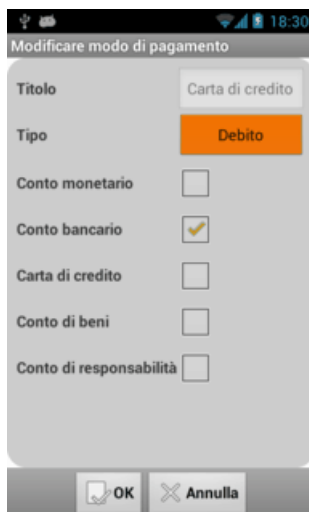 18:30
Modificare modo di pagamento
Titolo Carta di credito
Tipo Debito
Conto monetario
Conto bancario
Carta di credito
Conto di beni
Conto di responsabilità
OK Annulla